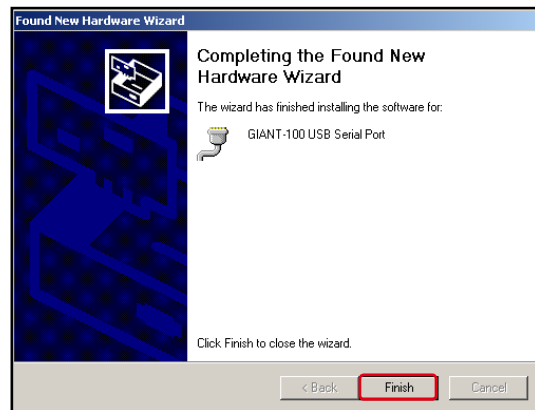 Found New Hardware Wizard
Completing the Found New
Hardware Wizard
The wizard has finished installing the software for:
GIANT-100 USB Serial Port
Click Finish to close the wizard.
< Back
Finish
Cancel